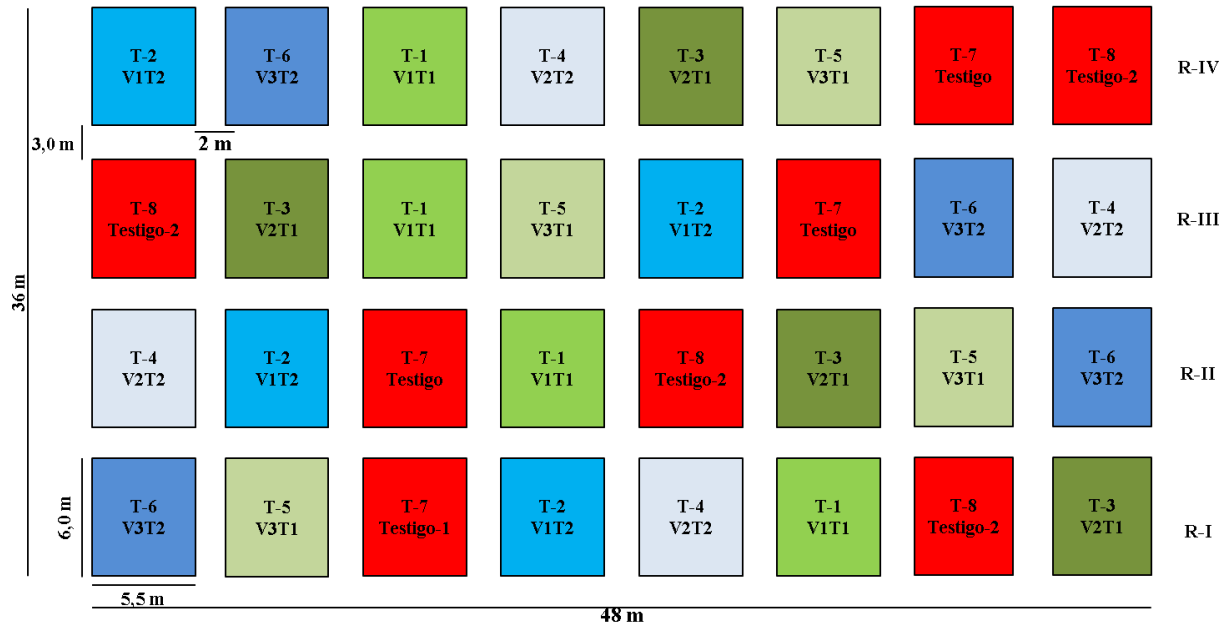 T-2
V1T2
T-6
V3T2
T-1
V1T1
T-4
V2T2
T-3
V2T1
T-5
V3T1
T-7
Testigo
T-8
Testigo-2
R-IV
3,0 m
2 m
T-8
Testigo-2
T-3
V2T1
T-1
V1T1
T-5
V3T1
T-2
V1T2
T-7
Testigo
T-6
V3T2
T-4
V2T2
R-III
36 m
T-4
V2T2
T-2
V1T2
T-7
Testigo
T-1
V1T1
T-8
Testigo-2
T-3
V2T1
T-5
V3T1
T-6
V3T2
R-II
6,0 m
T-6
V3T2
T-5
V3T1
T-7
Testigo-1
T-2
V1T2
T-4
V2T2
T-1
V1T1
T-8
Testigo-2
T-3
V2T1
R-I
5,5 m
48 m